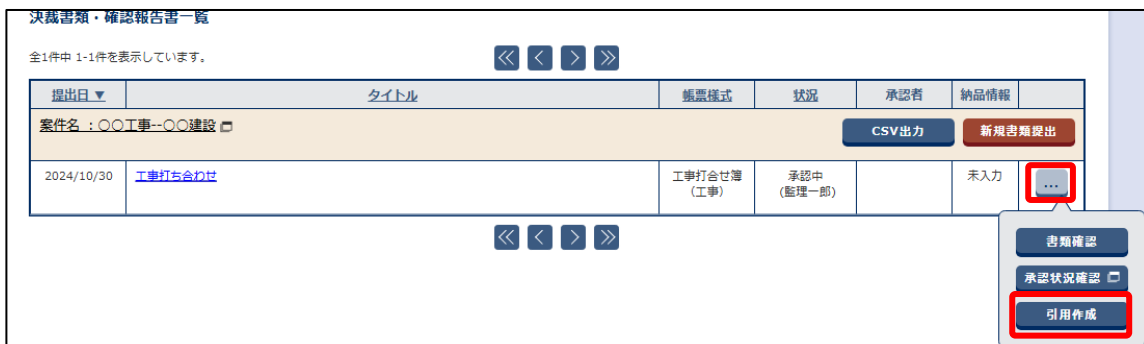 決裁書類・確認報告書一覧
全1件中 1-1件を表示しています。
≪ < > ≫
提出日▼ タイトル 帳票様式 状況 承認者 納品情報
案件名 ：〇〇工事--〇〇建設
CSV出力 新規書類提出
2024/10/30 工事打ち合わせ 工事打合せ簿 承認中 未入力 ...
（工事） (監理一郎)
≪ < > ≫
書類確認
承認状況確認
引用作成